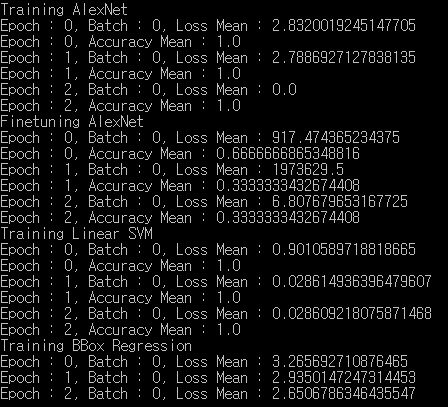 Training AlexNet
Epoch : 0, Batch : 0, Loss Mean : 2.8320019245147705
Epoch : 0, Accuracy Mean : 1.0
Epoch : 1, Batch : 0, Loss Mean : 2.7886927127838135
Epoch : 1, Accuracy Mean : 1.0
Epoch : 2, Batch : 0, Loss Mean : 0.0
Epoch : 2, Accuracy Mean : 1.0
Finetuning AlexNet
Epoch : 0, Batch : 0, Loss Mean : 917.474365234375
Epoch : 0, Accuracy Mean : 0.6666666865348816
Epoch : 1, Batch : 0, Loss Mean : 1973629.5
Epoch : 1, Accuracy Mean : 0.3333333432674408
Epoch : 2, Batch : 0, Loss Mean : 6.807679653167725
Epoch : 2, Accuracy Mean : 0.3333333432674408
Training Linear SVM
Epoch : 0, Batch : 0, Loss Mean : 0.9010589718818665
Epoch : 0, Accuracy Mean : 1.0
Epoch : 1, Batch : 0, Loss Mean : 0.028614936396479607
Epoch : 1, Accuracy Mean : 1.0
Epoch : 2, Batch : 0, Loss Mean : 0.028609218075871468
Epoch : 2, Accuracy Mean : 1.0
Training BBox Regression
Epoch : 0, Batch : 0, Loss Mean : 3.265692710876465
Epoch : 1, Batch : 0, Loss Mean : 2.9350147247314453
Epoch : 2, Batch : 0, Loss Mean : 2.6506786346435547